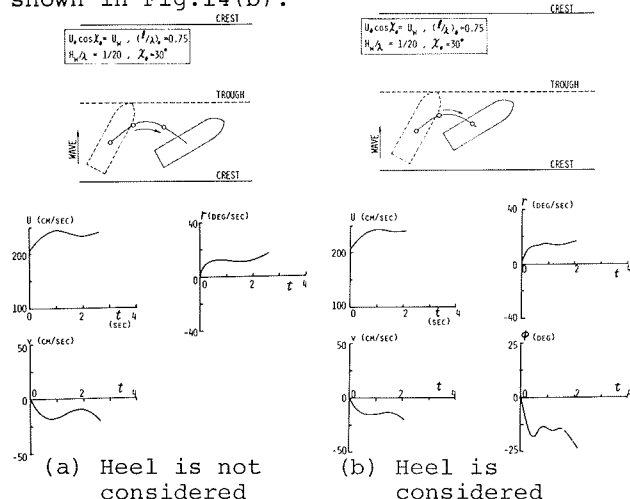 shown in Fig.14(b).
CREST
U₀cosχ₀= U_W , (ℓ/λ)₀=0.75
H_W/λ = 1/20 , χ₀=30°
TROUGH
WAVE
CREST
U (CM/SEC)
200
100
0
2
t
4
(SEC)
r (DEG/SEC)
40
0
2
t
4
-40
v (CM/SEC)
50
0
2
t
4
-50
(a) Heel is not
considered
CREST
U₀cosχ₀= U_W , (ℓ/λ)₀=0.75
H_W/λ = 1/20 , χ₀=30°
TROUGH
WAVE
CREST
U (CM/SEC)
200
100
0
2
t
4
(SEC)
r (DEG/SEC)
40
0
2
t
4
-40
v (CM/SEC)
50
0
2
t
4
-50
Φ (DEG)
25
0
2
t
4
-25
(b) Heel is
considered